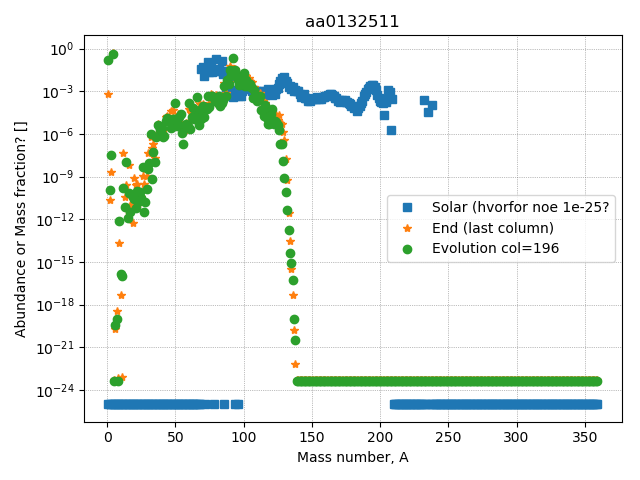 aa0132511
Abundance or Mass fraction? []
10⁰
10⁻³
10⁻⁶
10⁻⁹
10⁻¹²
10⁻¹⁵
10⁻¹⁸
10⁻²¹
10⁻²⁴
Solar (hvorfor noe 1e-25?
End (last column)
Evolution col=196
0 50 100 150 200 250 300 350
Mass number, A